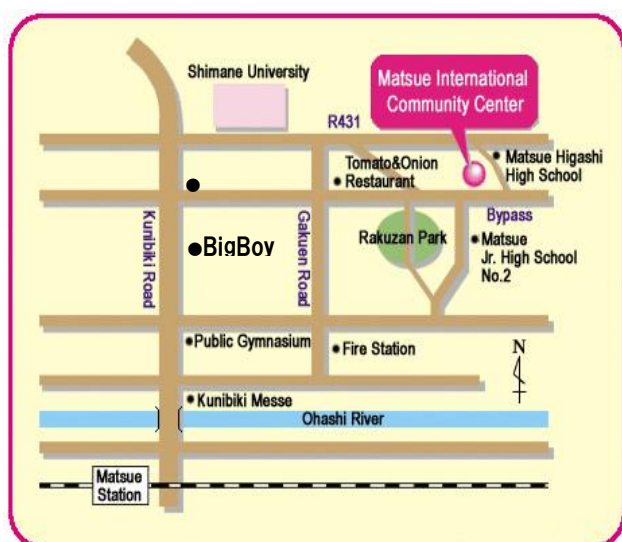 Shimane University
Matsue International
Community Center
R431
Matsue Higashi
High School
Tomato&Onion
Restaurant
Kunibiki Road
Gakuen Road
BigBoy
Rakuzan Park
Bypass
Matsue
Jr. High School
No.2
Public Gymnasium
Fire Station
N
Kunibiki Messe
Ohashi River
Matsue
Station